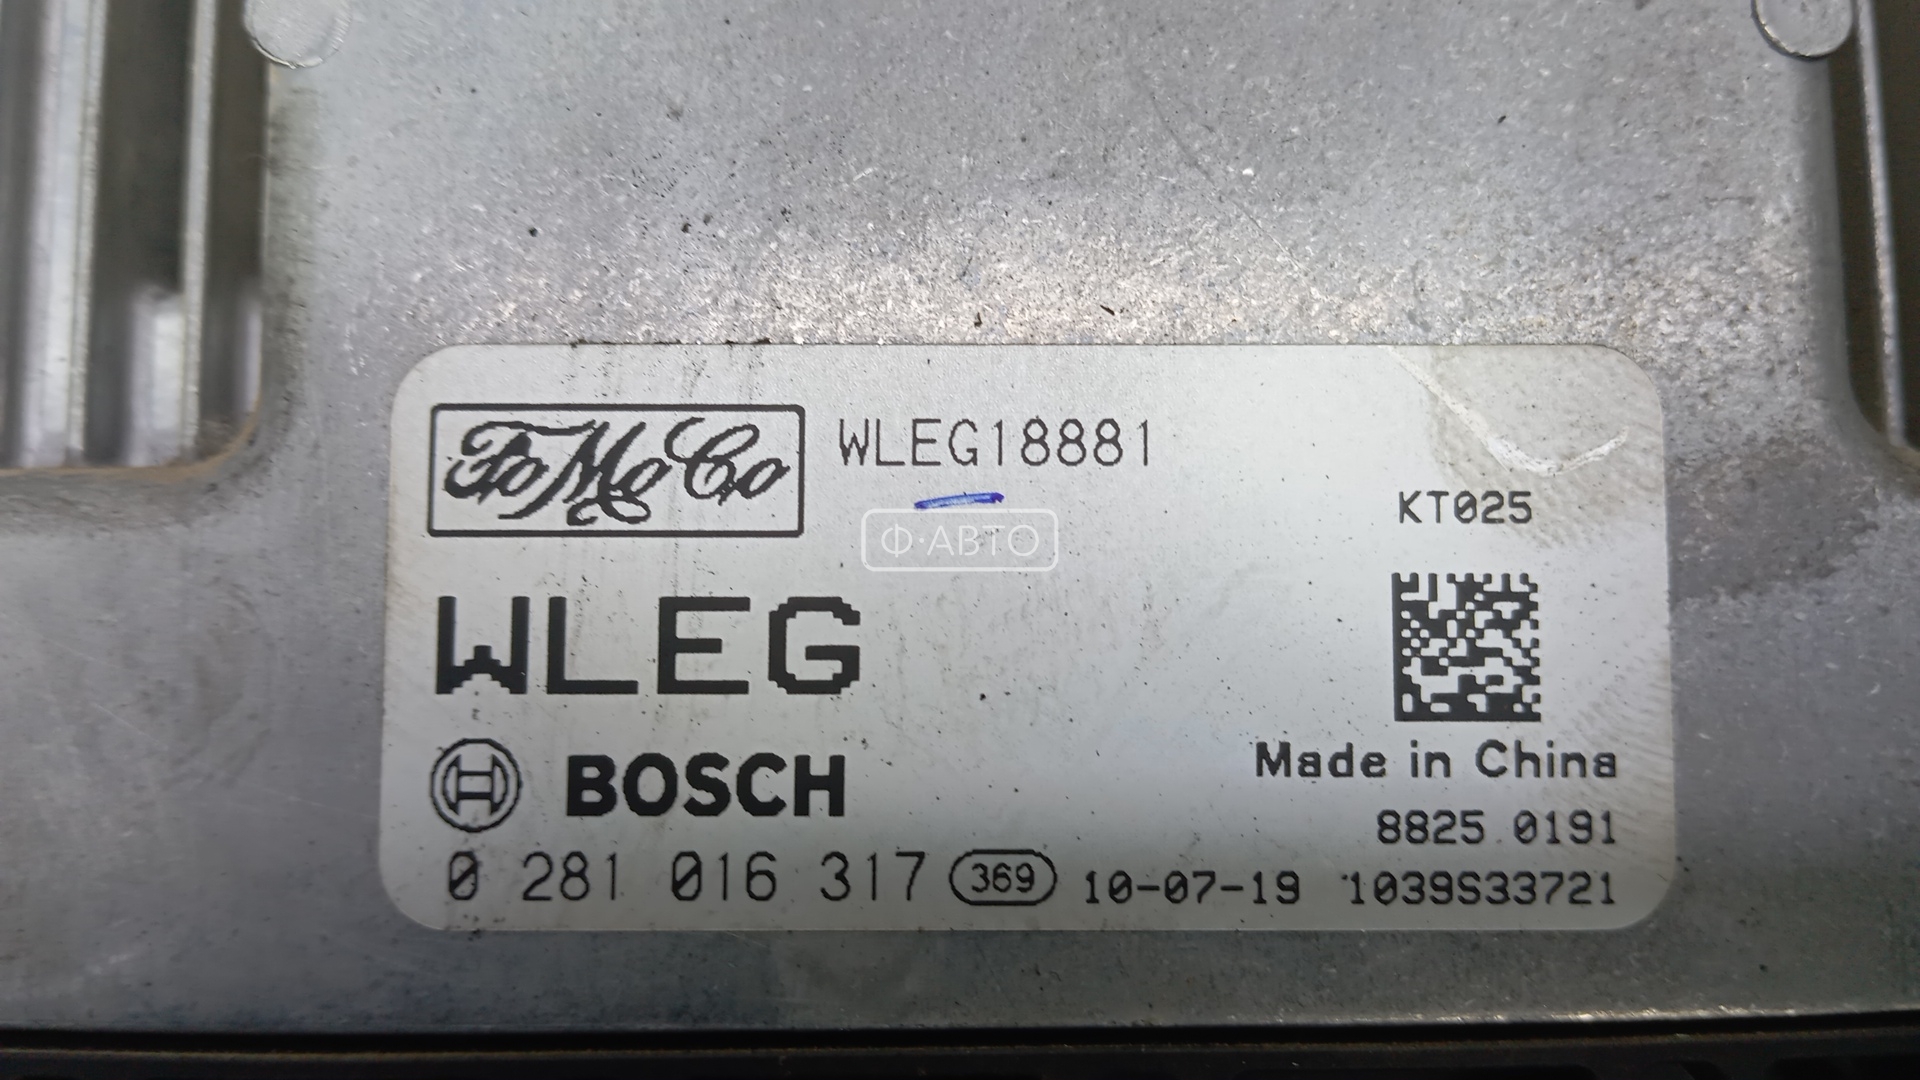 FoMoCo WLEG18881
KT025
Ф·АВТО
WLEG
Made in China
BOSCH
8825 0191
0 281 016 317 369 10-07-19 1039S33721